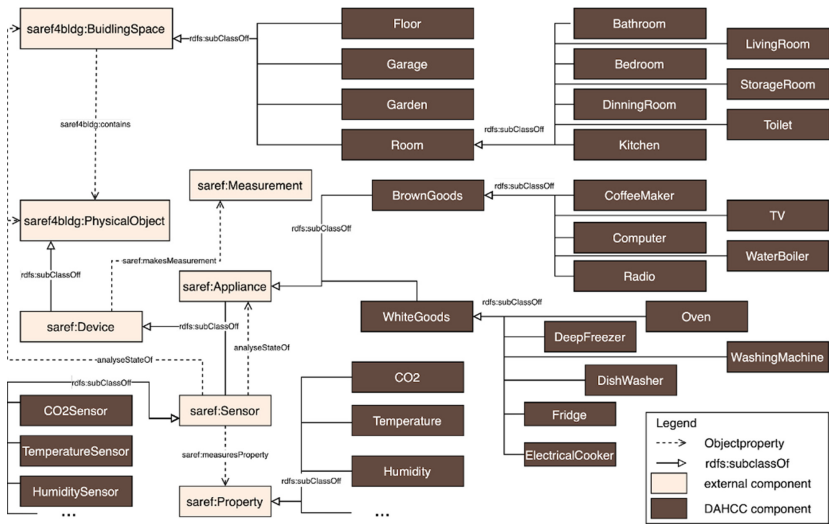 saref4bldg:BuidlingSpace
rdfs:subClassOff
Floor
Garage
Garden
Room
rdfs:subClassOff
Bathroom
Bedroom
DinningRoom
Kitchen
LivingRoom
StorageRoom
Toilet
saref4bldg:contains
saref:Measurement
saref4bldg:PhysicalObject
saref:makesMeasurement
rdfs:subClassOff
BrownGoods
rdfs:subClassOff
CoffeeMaker
Computer
Radio
TV
WaterBoiler
rdfs:subClassOff
saref:Appliance
saref:Device
rdfs:subClassOff
WhiteGoods
rdfs:subClassOff
Oven
DeepFreezer
WashingMachine
DishWasher
Fridge
ElectricalCooker
analyseStateOf
analyseStateOf
rdfs:subClassOff
saref:Sensor
CO2Sensor
TemperatureSensor
HumiditySensor
...
saref:measuresProperty
saref:Property
rdfs:subClassOff
CO2
Temperature
Humidity
...
Legend
Objectproperty
rdfs:subclassOf
external component
DAHCC component